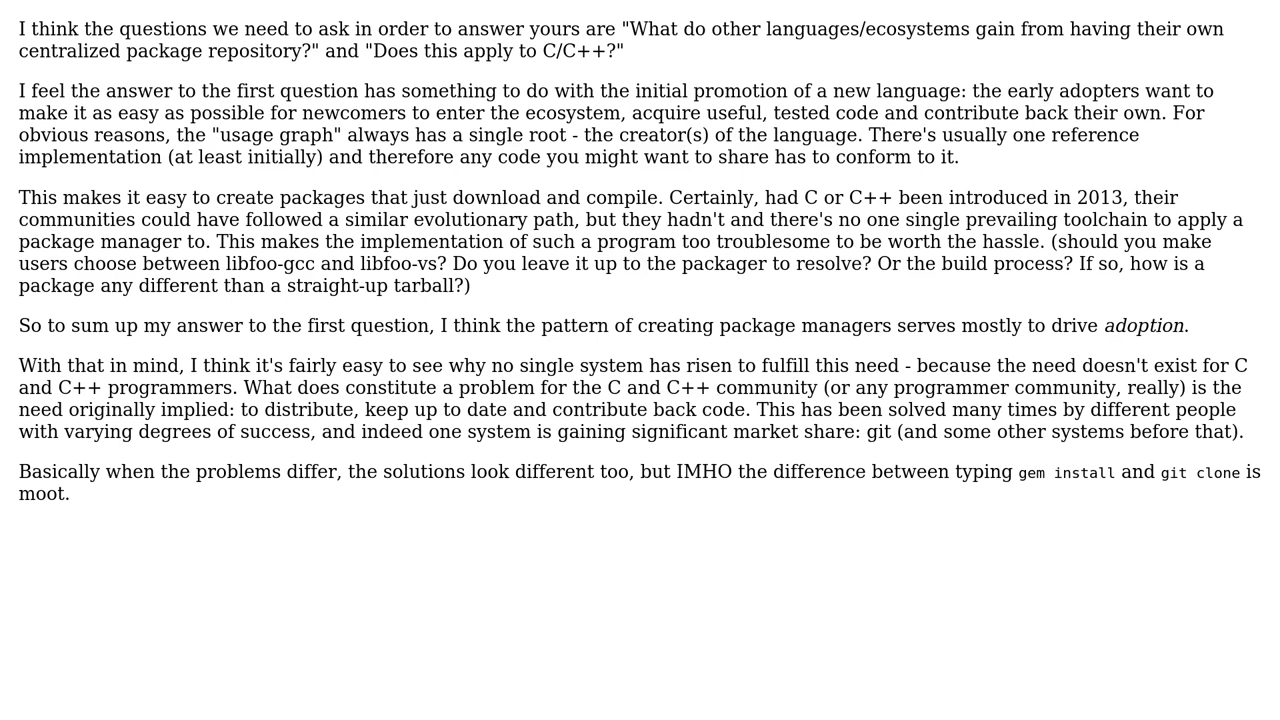 I think the questions we need to ask in order to answer yours are "What do other languages/ecosystems gain from having their own
centralized package repository?" and "Does this apply to C/C++?"
I feel the answer to the first question has something to do with the initial promotion of a new language: the early adopters want to
make it as easy as possible for newcomers to enter the ecosystem, acquire useful, tested code and contribute back their own. For
obvious reasons, the "usage graph" always has a single root - the creator(s) of the language. There's usually one reference
implementation (at least initially) and therefore any code you might want to share has to conform to it.
This makes it easy to create packages that just download and compile. Certainly, had C or C++ been introduced in 2013, their
communities could have followed a similar evolutionary path, but they hadn't and there's no one single prevailing toolchain to apply a
package manager to. This makes the implementation of such a program too troublesome to be worth the hassle. (should you make
users choose between libfoo-gcc and libfoo-vs? Do you leave it up to the packager to resolve? Or the build process? If so, how is a
package any different than a straight-up tarball?)
So to sum up my answer to the first question, I think the pattern of creating package managers serves mostly to drive adoption.
With that in mind, I think it's fairly easy to see why no single system has risen to fulfill this need - because the need doesn't exist for C
and C++ programmers. What does constitute a problem for the C and C++ community (or any programmer community, really) is the
need originally implied: to distribute, keep up to date and contribute back code. This has been solved many times by different people
with varying degrees of success, and indeed one system is gaining significant market share: git (and some other systems before that).
Basically when the problems differ, the solutions look different too, but IMHO the difference between typing gem install and git clone is
moot.